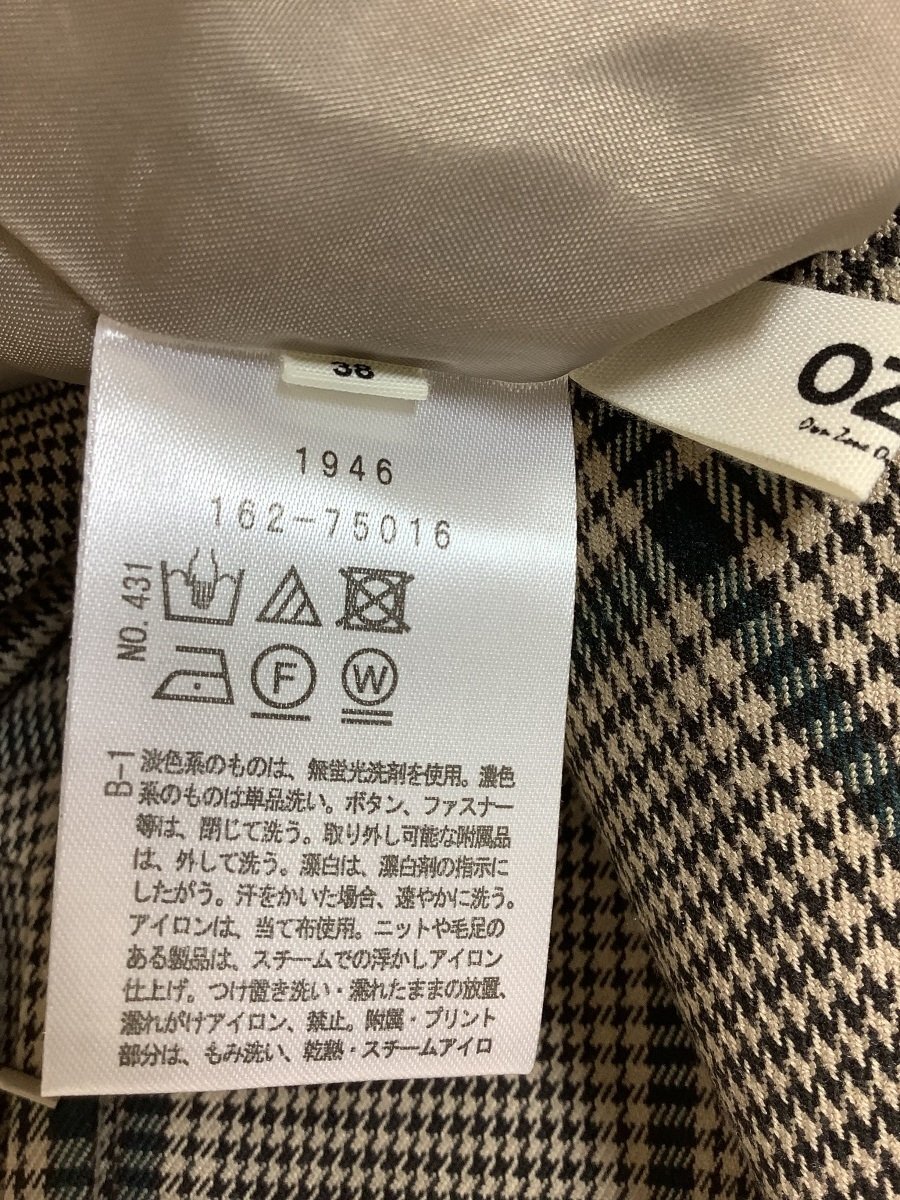 38
OZ
1946
162-75016
NO. 431
F
W
B-1
淡色系のものは、無蛍光洗剤を使用。濃色
系のものは単品洗い。ボタン、ファスナー
等は、閉じて洗う。取り外し可能な附属品
は、外して洗う。漂白は、漂白剤の指示に
したがう。汗をかいた場合、速やかに洗う。
アイロンは、当て布使用。ニットや毛足の
ある製品は、スチームでの浮かしアイロン
仕上げ。つけ置き洗い・濡れたままの放置、
濡れがけアイロン、禁止。附属・プリント
部分は、もみ洗い、乾熱・スチームアイロ